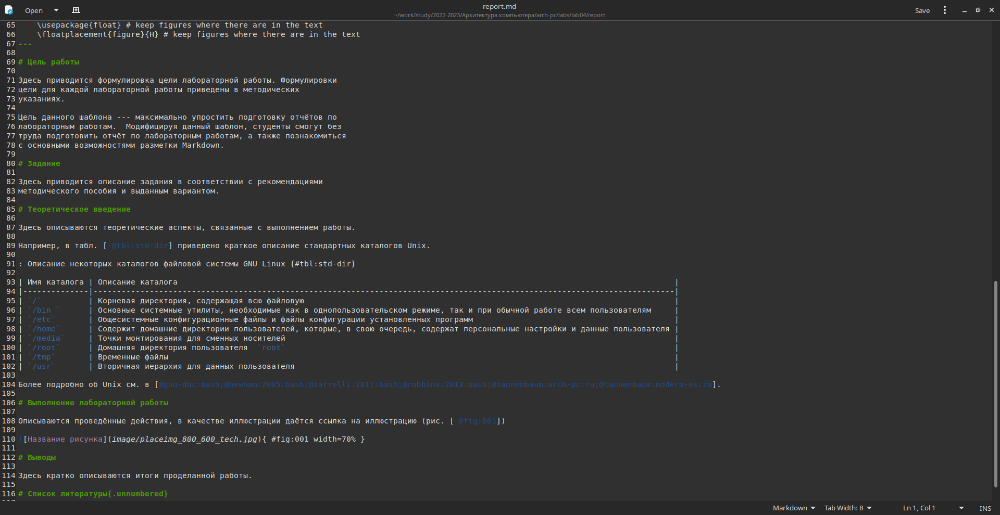 Open
report.md
~/work/study/2022-2023/Архитектура компьютера/arch-pc/labs/lab04/report
Save
65   - \usepackage{float} # keep figures where there are in the text
66   - \floatplacement{figure}{H} # keep figures where there are in the text
67 ---
68
69 # Цель работы
70
71 Здесь приводится формулировка цели лабораторной работы. Формулировки
72 цели для каждой лабораторной работы приведены в методических
73 указаниях.
74
75 Цель данного шаблона --- максимально упростить подготовку отчётов по
76 лабораторным работам.  Модифицируя данный шаблон, студенты смогут без
77 труда подготовить отчёт по лабораторным работам, а также познакомиться
78 с основными возможностями разметки Markdown.
79
80 # Задание
81
82 Здесь приводится описание задания в соответствии с рекомендациями
83 методического пособия и выданным вариантом.
84
85 # Теоретическое введение
86
87 Здесь описываются теоретические аспекты, связанные с выполнением работы.
88
89 Например, в табл. [-@tbl:std-dir] приведено краткое описание стандартных каталогов Unix.
90
91 : Описание некоторых каталогов файловой системы GNU Linux {#tbl:std-dir}
92
93 | Имя каталога | Описание каталога |
94 |--------------|----------------------------------------------------------------------------------------------------------------------------|
95 | `/` | Корневая директория, содержащая всю файловую |
96 | `/bin ` | Основные системные утилиты, необходимые как в однопользовательском режиме, так и при обычной работе всем пользователям |
97 | `/etc` | Общесистемные конфигурационные файлы и файлы конфигурации установленных программ |
98 | `/home` | Содержит домашние директории пользователей, которые, в свою очередь, содержат персональные настройки и данные пользователя |
99 | `/media` | Точки монтирования для сменных носителей |
100 | `/root` | Домашняя директория пользователя  `root` |
101 | `/tmp` | Временные файлы |
102 | `/usr` | Вторичная иерархия для данных пользователя |
103
104 Более подробно об Unix см. в [@gnu-doc:bash;@newham:2005:bash;@zarrelli:2017:bash;@robbins:2013:bash;@tannenbaum:arch-pc:ru;@tannenbaum:modern-os:ru].
105
106 # Выполнение лабораторной работы
107
108 Описываются проведённые действия, в качестве иллюстрации даётся ссылка на иллюстрацию (рис. [-@fig:001])
109
110 ![Название рисунка](image/placeimg_800_600_tech.jpg){ #fig:001 width=70% }
111
112 # Выводы
113
114 Здесь кратко описываются итоги проделанной работы.
115
116 # Список литературы{.unnumbered}
Markdown
Tab Width: 8
Ln 1, Col 1
INS